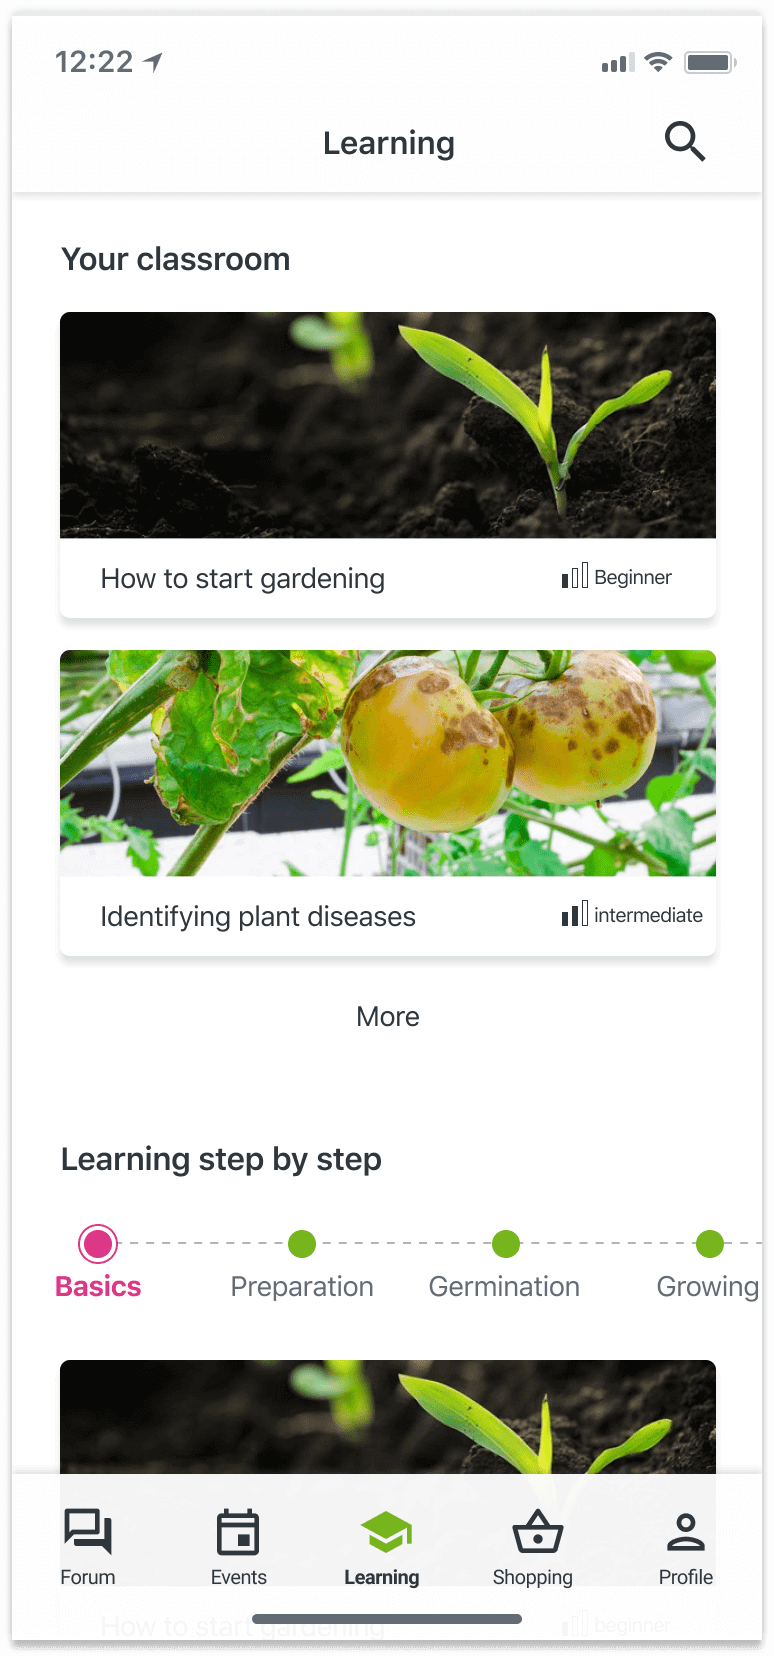 12:22
Learning
Your classroom
How to start gardening
Beginner
Identifying plant diseases
intermediate
More
Learning step by step
Basics Preparation Germination Growing
Forum Events Learning Shopping Profile
How to start gardening
beginner